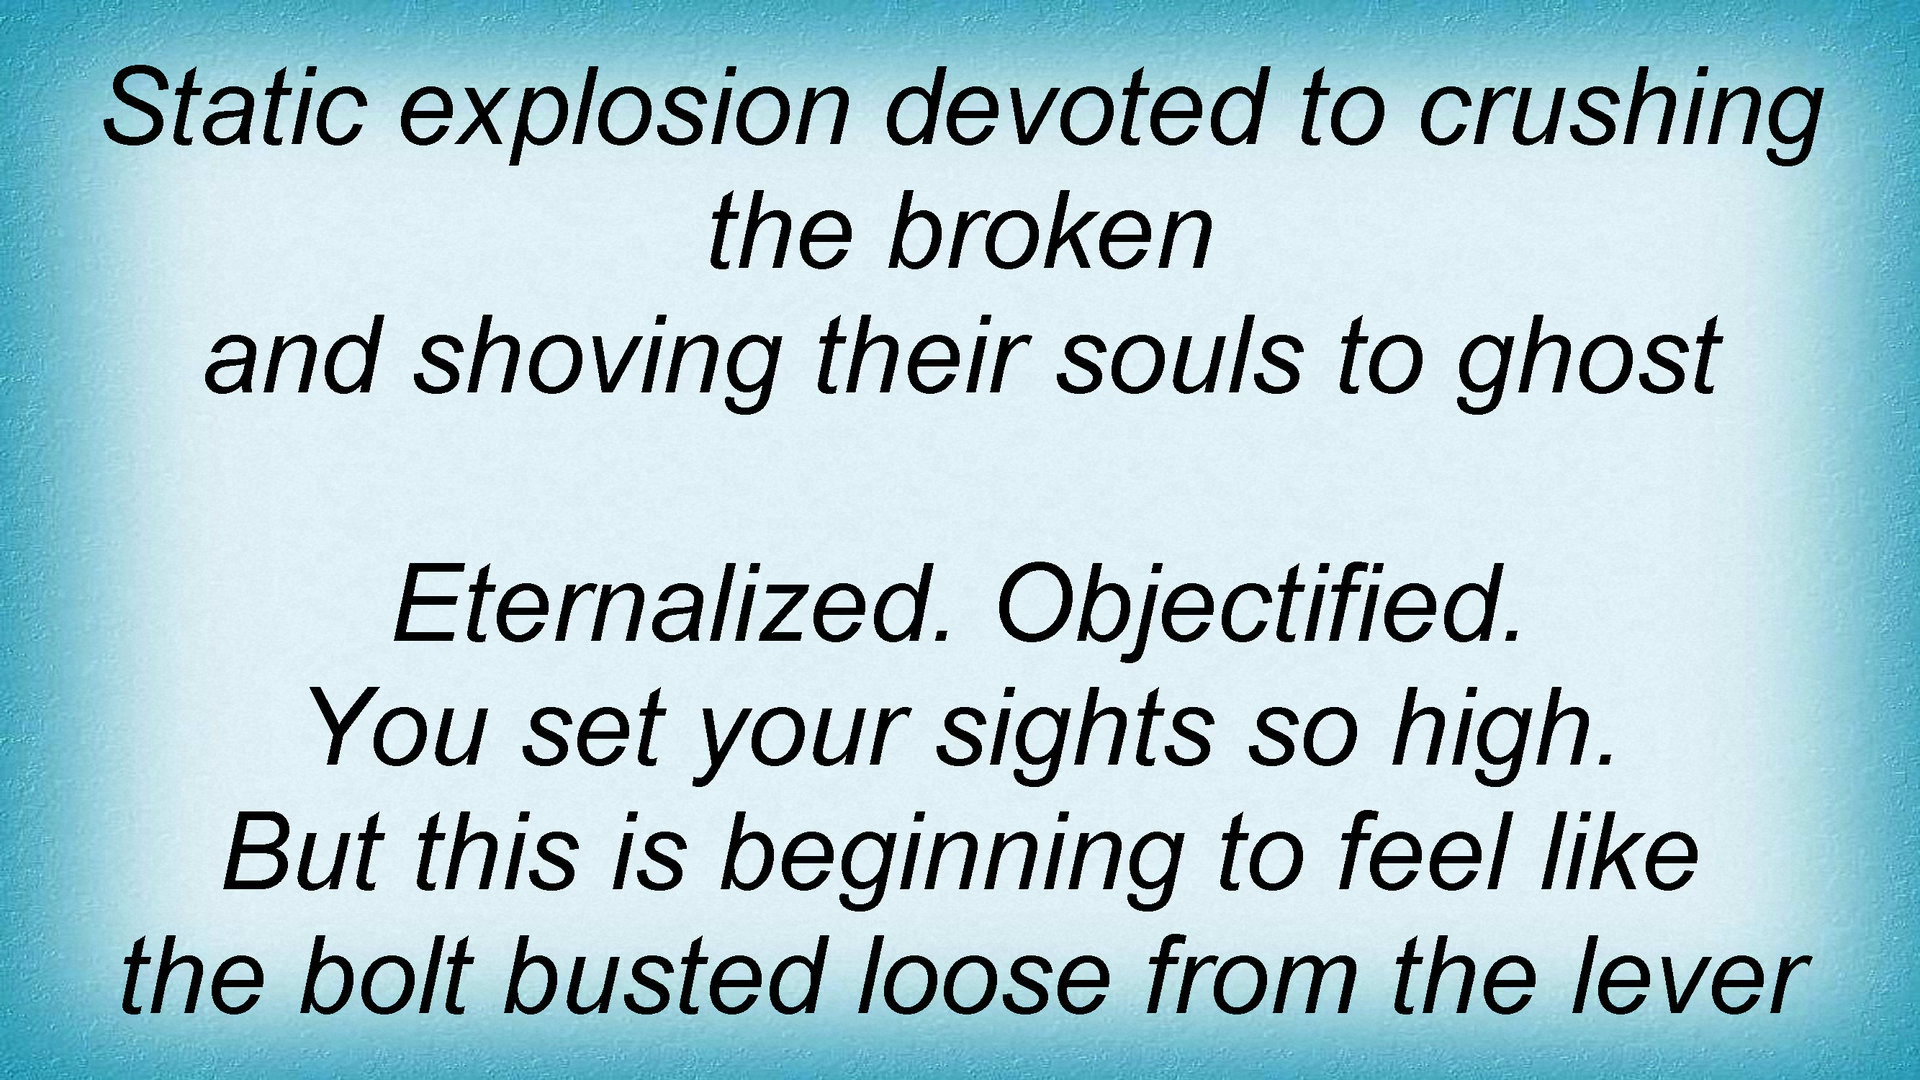 Static explosion devoted to crushing
the broken
and shoving their souls to ghost
Eternalized. Objectified.
You set your sights so high.
But this is beginning to feel like
the bolt busted loose from the lever